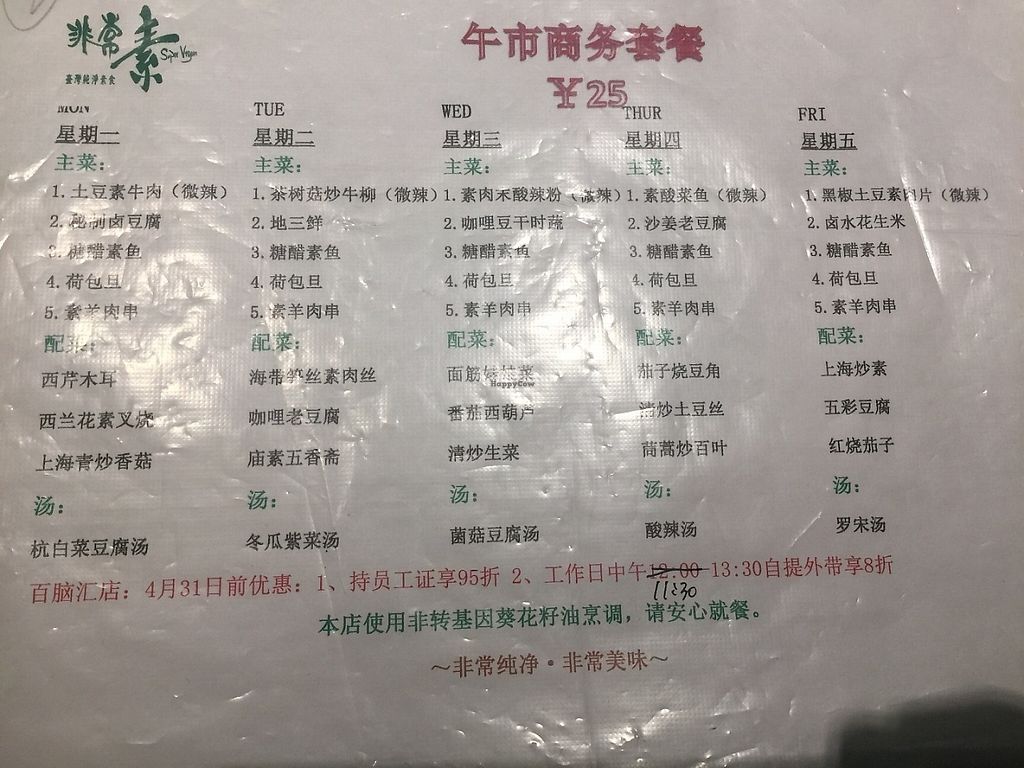 非常素
Super Vegan
臺灣純淨素食
午市商务套餐
￥25
MON TUE WED THUR FRI
星期一 星期二 星期三 星期四 星期五
主菜： 主菜： 主菜： 主菜： 主菜：
1.土豆素牛肉（微辣） 1.茶树菇炒牛柳（微辣） 1.素肉末酸辣粉（微辣） 1.素酸菜鱼（微辣） 1.黑椒土豆素肉片（微辣）
2.秘制卤豆腐 2.地三鲜 2.咖哩豆干时蔬 2.沙姜老豆腐 2.卤水花生米
3.糖醋素鱼 3.糖醋素鱼 3.糖醋素鱼 3.糖醋素鱼 3.糖醋素鱼
4.荷包旦 4.荷包旦 4.荷包旦 4.荷包旦 4.荷包旦
5.素羊肉串 5.素羊肉串 5.素羊肉串 5.素羊肉串 5.素羊肉串
配菜： 配菜： 配菜： 配菜： 配菜：
西芹木耳 海带笋丝素肉丝 面筋 菜 茄子烧豆角 上海炒素
HappyCow
西兰花素叉烧 咖哩老豆腐 番茄西葫芦 清炒土豆丝 五彩豆腐
上海青炒香菇 庙素五香斋 清炒生菜 茼蒿炒百叶 红烧茄子
汤： 汤： 汤： 汤： 汤：
杭白菜豆腐汤 冬瓜紫菜汤 菌菇豆腐汤 酸辣汤 罗宋汤
百脑汇店：4月31日前优惠：1、持员工证享95折 2、工作日中午12:00-13:30自提外带享8折
11:30
本店使用非转基因葵花籽油烹调，请安心就餐。
～非常纯净·非常美味～